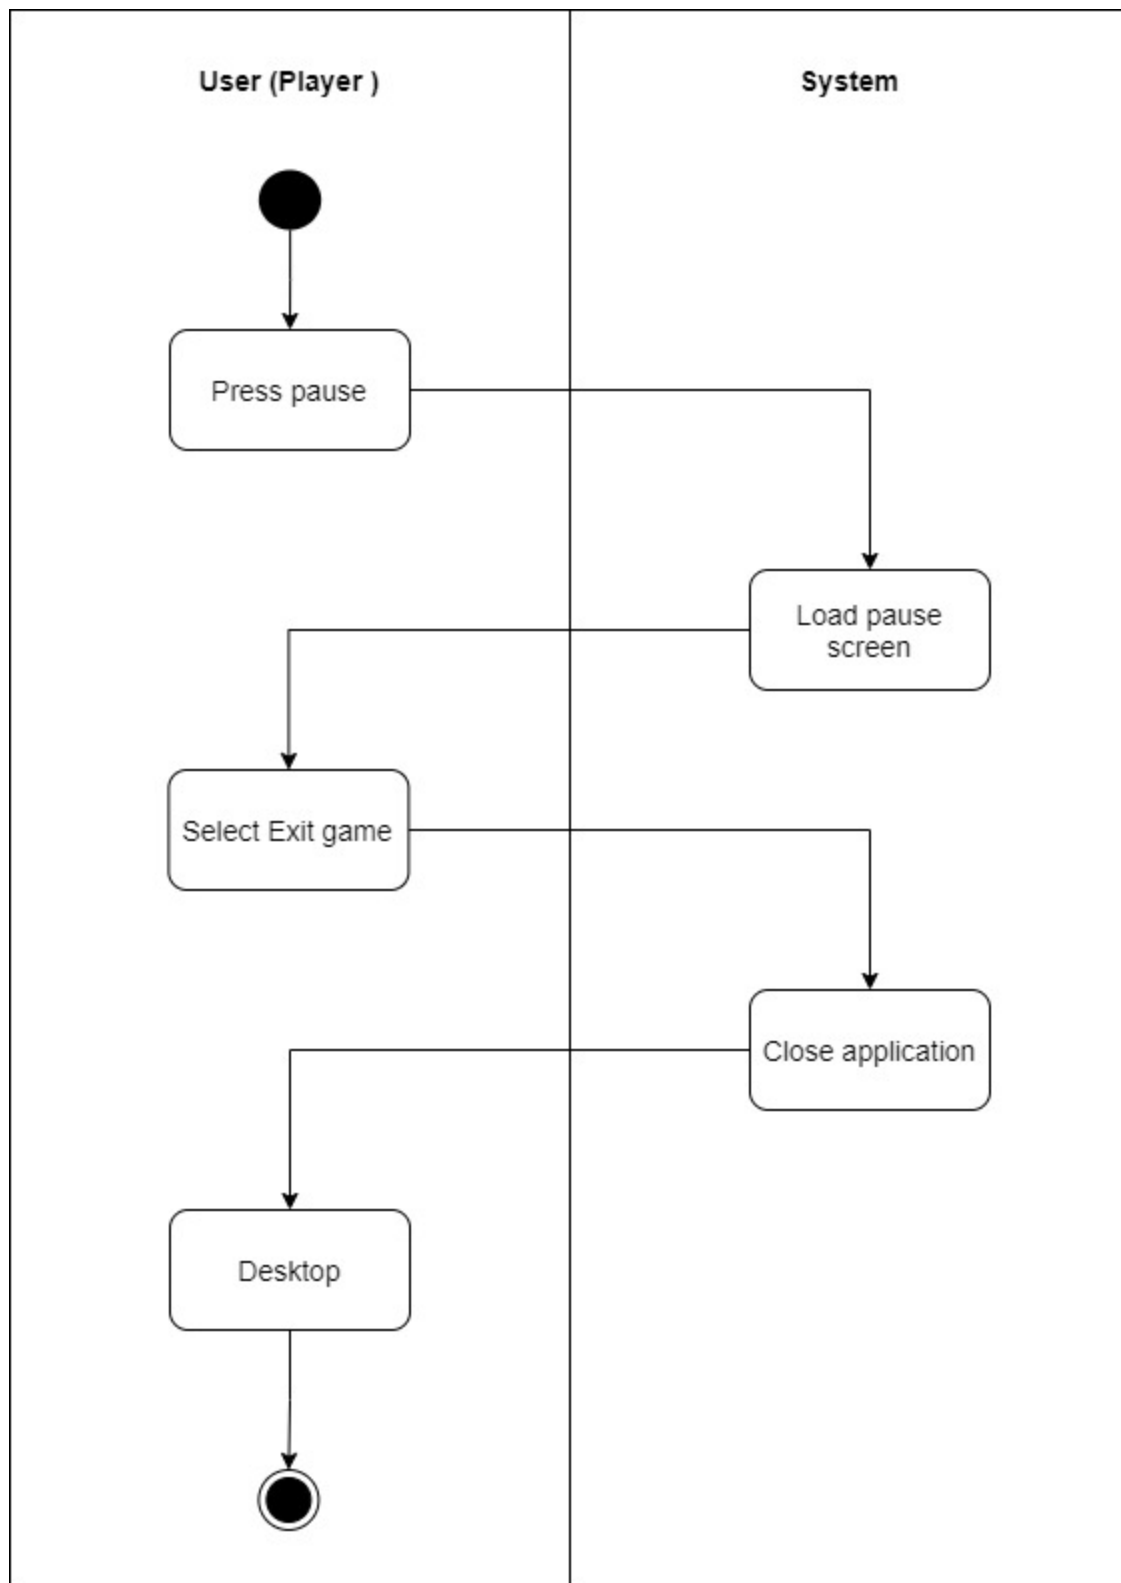 User (Player )
System
Press pause
Load pause
screen
Select Exit game
Close application
Desktop